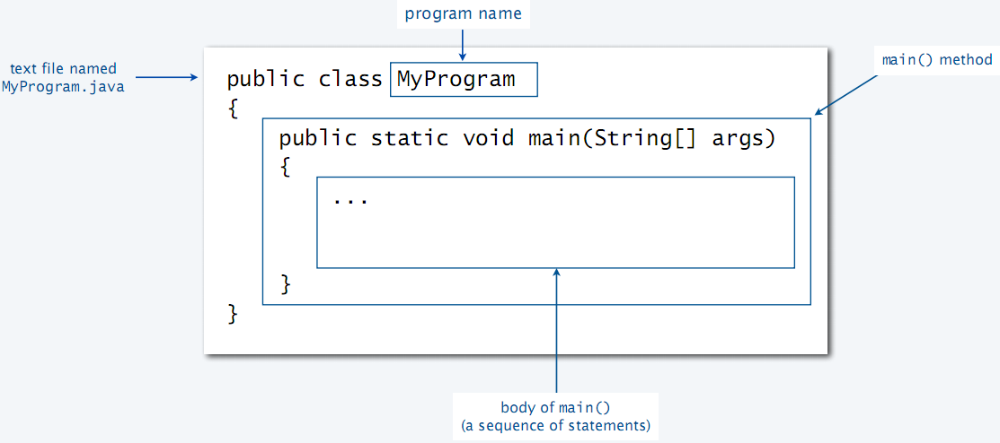 program name
text file named
MyProgram.java
main() method
public class MyProgram
{
public static void main(String[] args)
{
...
}
}
body of main()
(a sequence of statements)